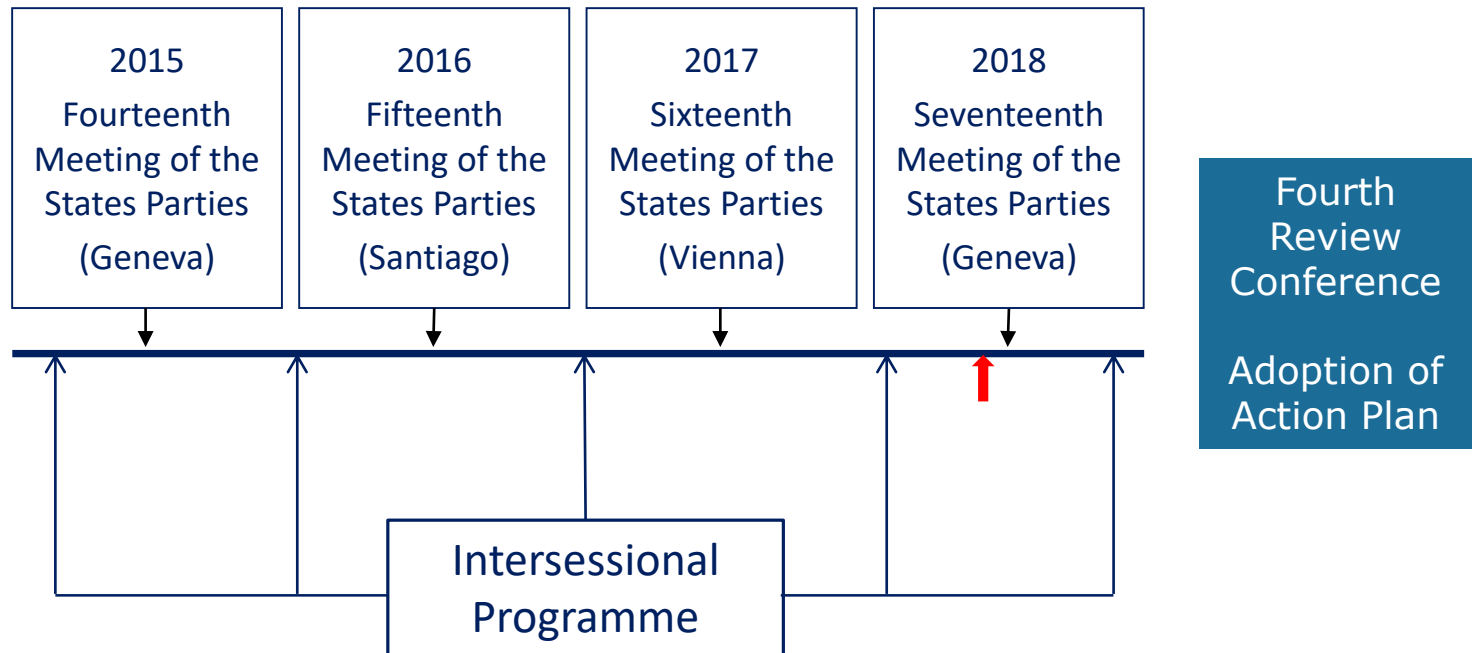 2015
Fourteenth
Meeting of the
States Parties
(Geneva)
2016
Fifteenth
Meeting of the
States Parties
(Santiago)
2017
Sixteenth
Meeting of the
States Parties
(Vienna)
2018
Seventeenth
Meeting of the
States Parties
(Geneva)
Fourth
Review
Conference
Adoption of
Action Plan
Intersessional
Programme